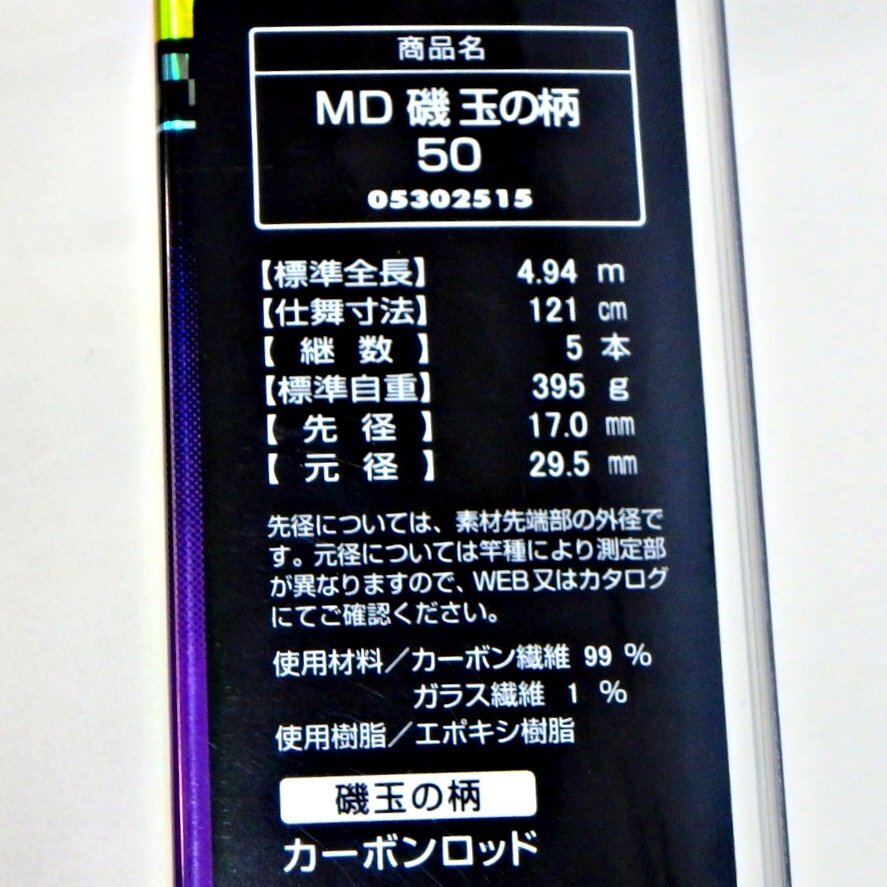 商品名
MD 磯 玉の柄
50
05302515
【標準全長】 4.94 m
【仕舞寸法】 121 cm
【継数】 5 本
【標準自重】 395 g
【先径】 17.0 mm
【元径】 29.5 mm
先径については、素材先端部の外径で
す。元径については竿種により測定部
が異なりますので、WEB又はカタログ
にてご確認ください。
使用材料／カーボン繊維 99 %
ガラス繊維 1 %
使用樹脂／エポキシ樹脂
磯玉の柄
カーボンロッド